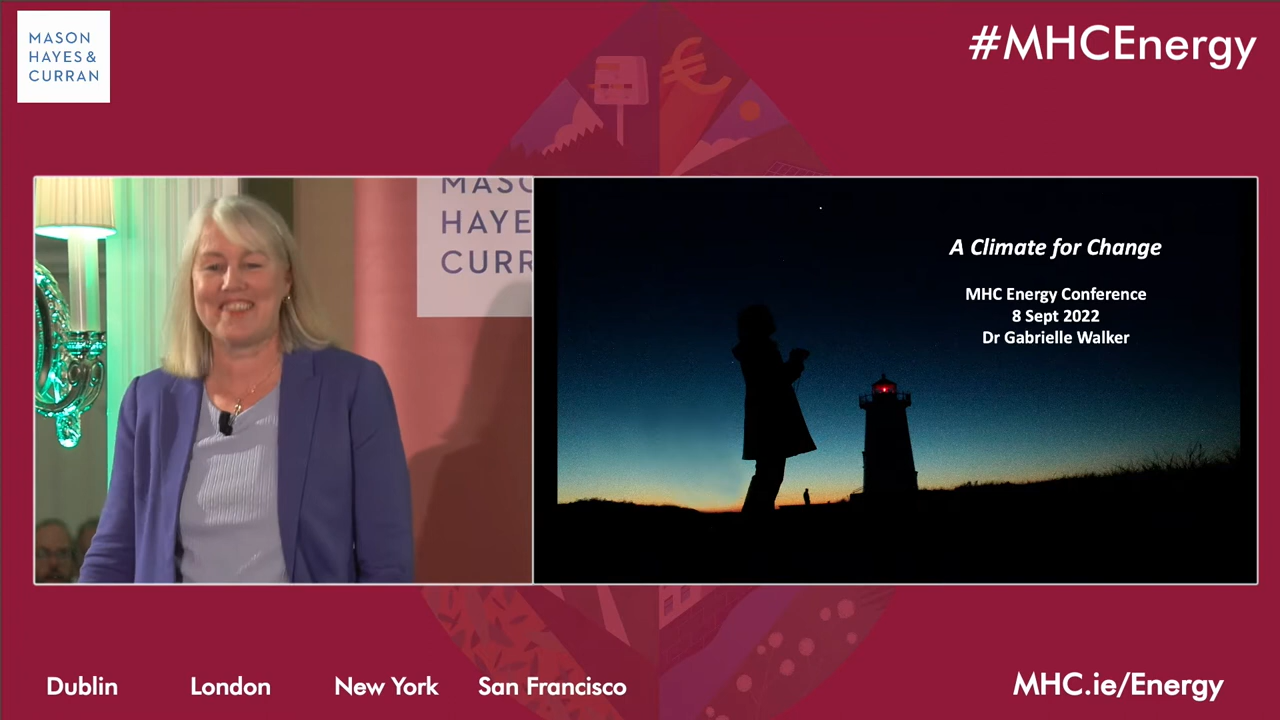 MASON
HAYES &
CURRAN
#MHCEnergy
MASO
HAYE
CURR
A Climate for Change
MHC Energy Conference
8 Sept 2022
Dr Gabrielle Walker
Dublin
London
New York
San Francisco
MHC.ie/Energy